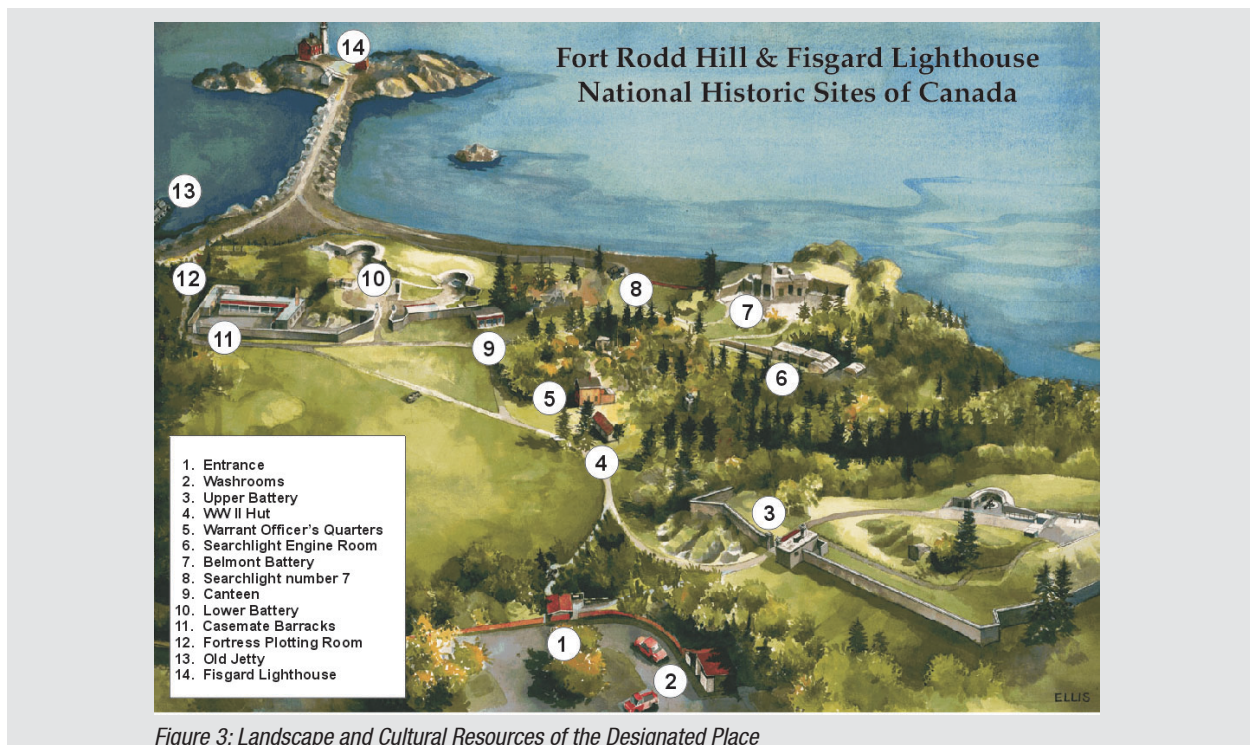 Fort Rodd Hill & Fisgard Lighthouse
National Historic Sites of Canada
14
13
12
10
8
7
11
9
6
5
4
3
1
2
1. Entrance
2. Washrooms
3. Upper Battery
4. WW II Hut
5. Warrant Officer's Quarters
6. Searchlight Engine Room
7. Belmont Battery
8. Searchlight number 7
9. Canteen
10. Lower Battery
11. Casemate Barracks
12. Fortress Plotting Room
13. Old Jetty
14. Fisgard Lighthouse
ELLIS
Figure 3: Landscape and Cultural Resources of the Designated Place